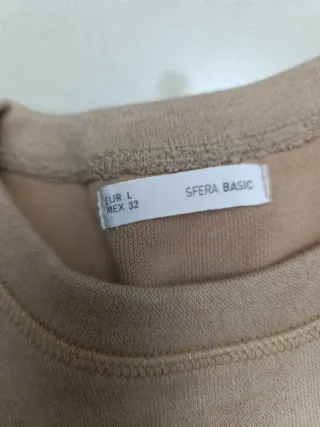 EUR L
MEX 32
SFERA BASIC